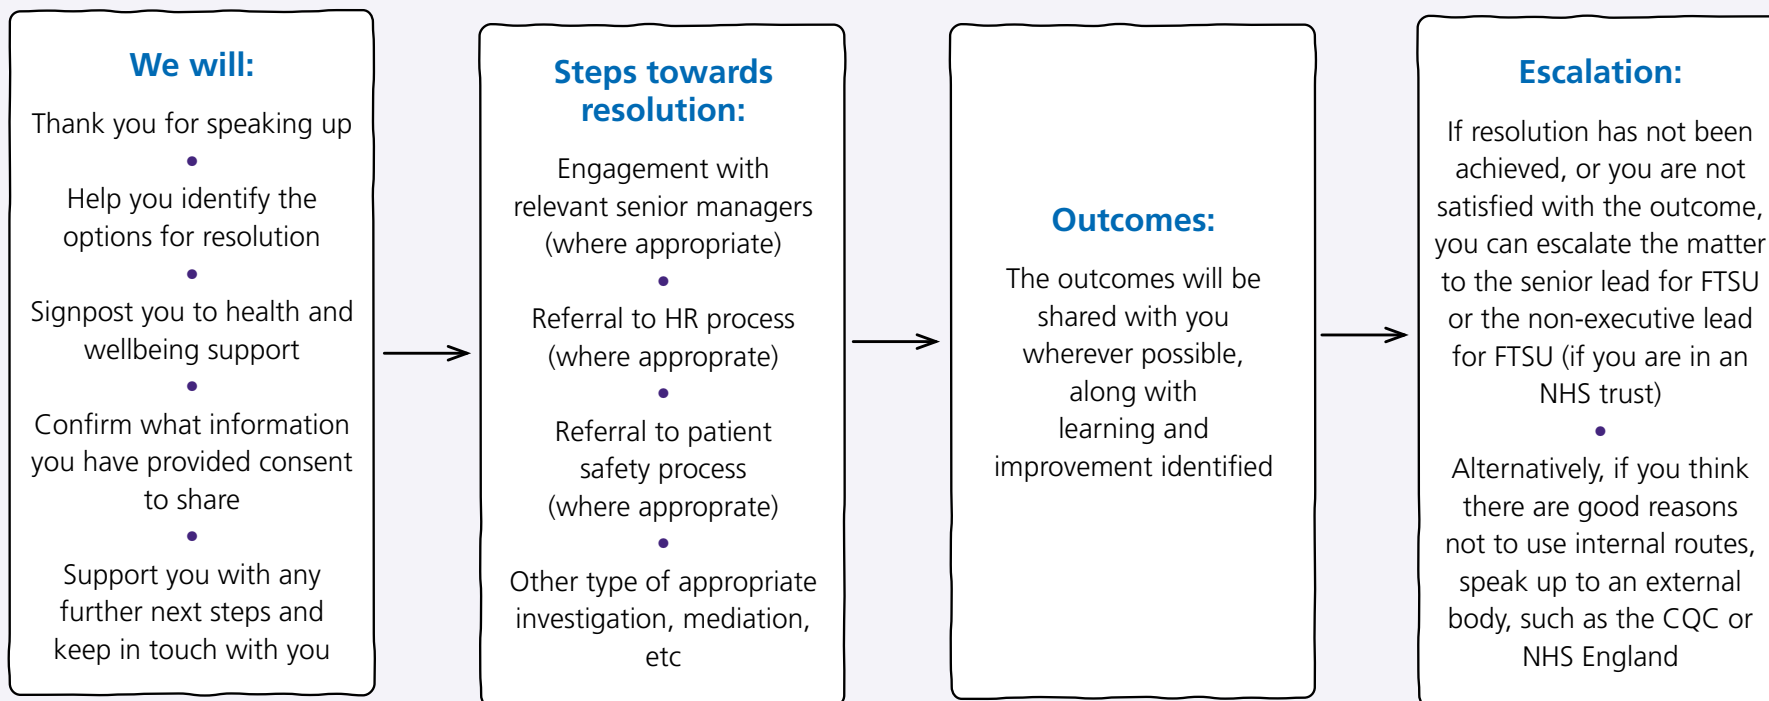 We will:
Thank you for speaking up
•
Help you identify the
options for resolution
•
Signpost you to health and
wellbeing support
•
Confirm what information
you have provided consent
to share
•
Support you with any
further next steps and
keep in touch with you
Steps towards
resolution:
Engagement with
relevant senior managers
(where appropriate)
•
Referral to HR process
(where approprate)
•
Referral to patient
safety process
(where approprate)
•
Other type of appropriate
investigation, mediation,
etc
Outcomes:
The outcomes will be
shared with you
wherever possible,
along with
learning and
improvement identified
Escalation:
If resolution has not been
achieved, or you are not
satisfied with the outcome,
you can escalate the matter
to the senior lead for FTSU
or the non-executive lead
for FTSU (if you are in an
NHS trust)
•
Alternatively, if you think
there are good reasons
not to use internal routes,
speak up to an external
body, such as the CQC or
NHS England